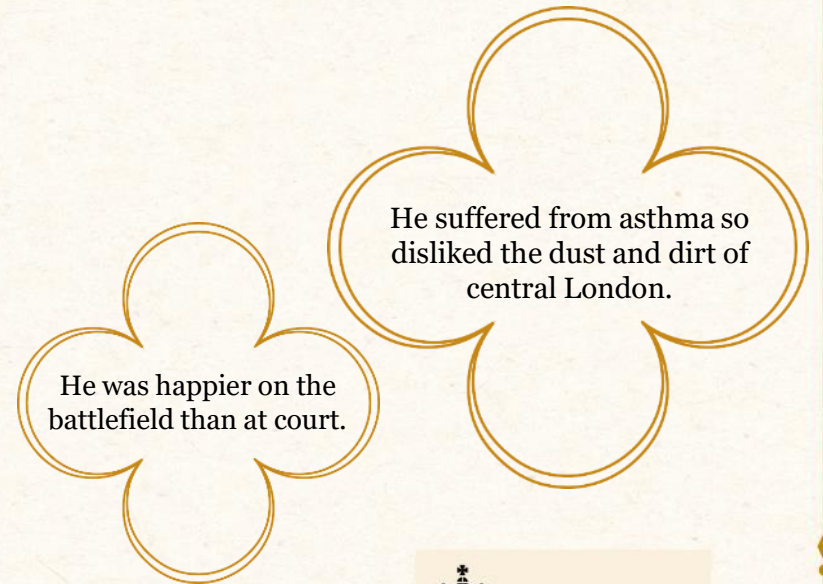 He suffered from asthma so
disliked the dust and dirt of
central London.
He was happier on the
battlefield than at court.